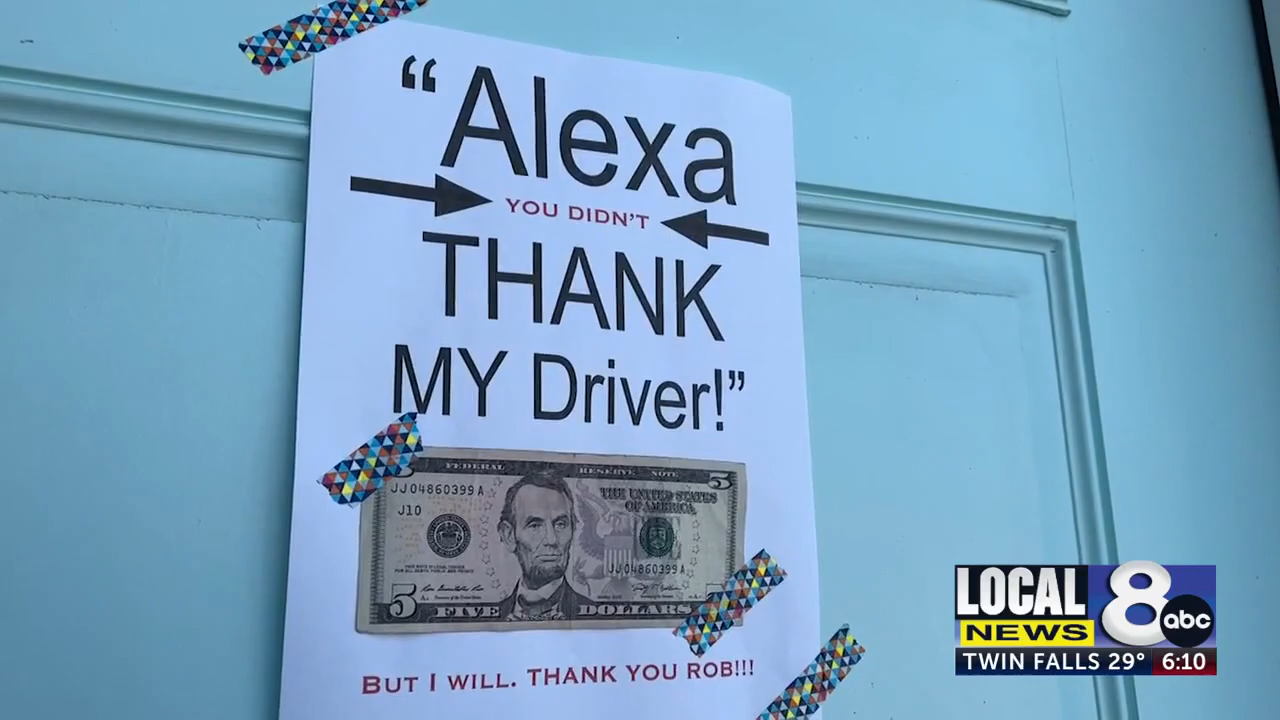 “Alexa
YOU DIDN'T
THANK
MY Driver!”
FEDERAL RESERVE NOTE
5 5
JJ04860399A
THE UNITED STATES
OF AMERICA
J10
JJ04860399A
5 FIVE DOLLARS
BUT I WILL. THANK YOU ROB!!!
LOCAL 8
NEWS abc
TWIN FALLS 29° 6:10